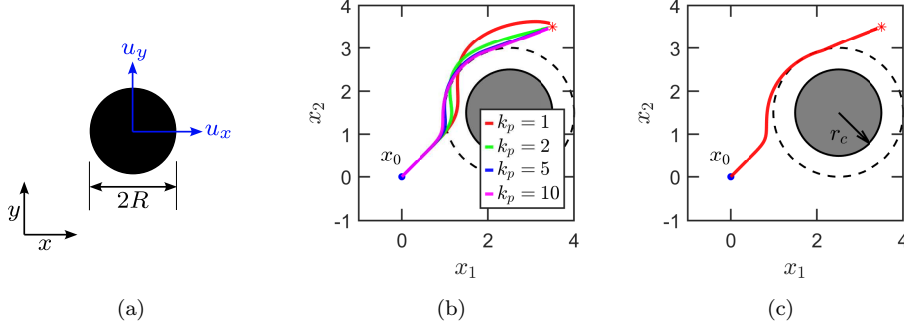 u_y
u_x
2R
y
x
(a)
4
3
2
1
0
-1
x_2
x_0
k_p = 1
k_p = 2
k_p = 5
k_p = 10
0 2 4
x_1
(b)
4
3
2
1
0
-1
x_2
x_0
r_c
0 2 4
x_1
(c)